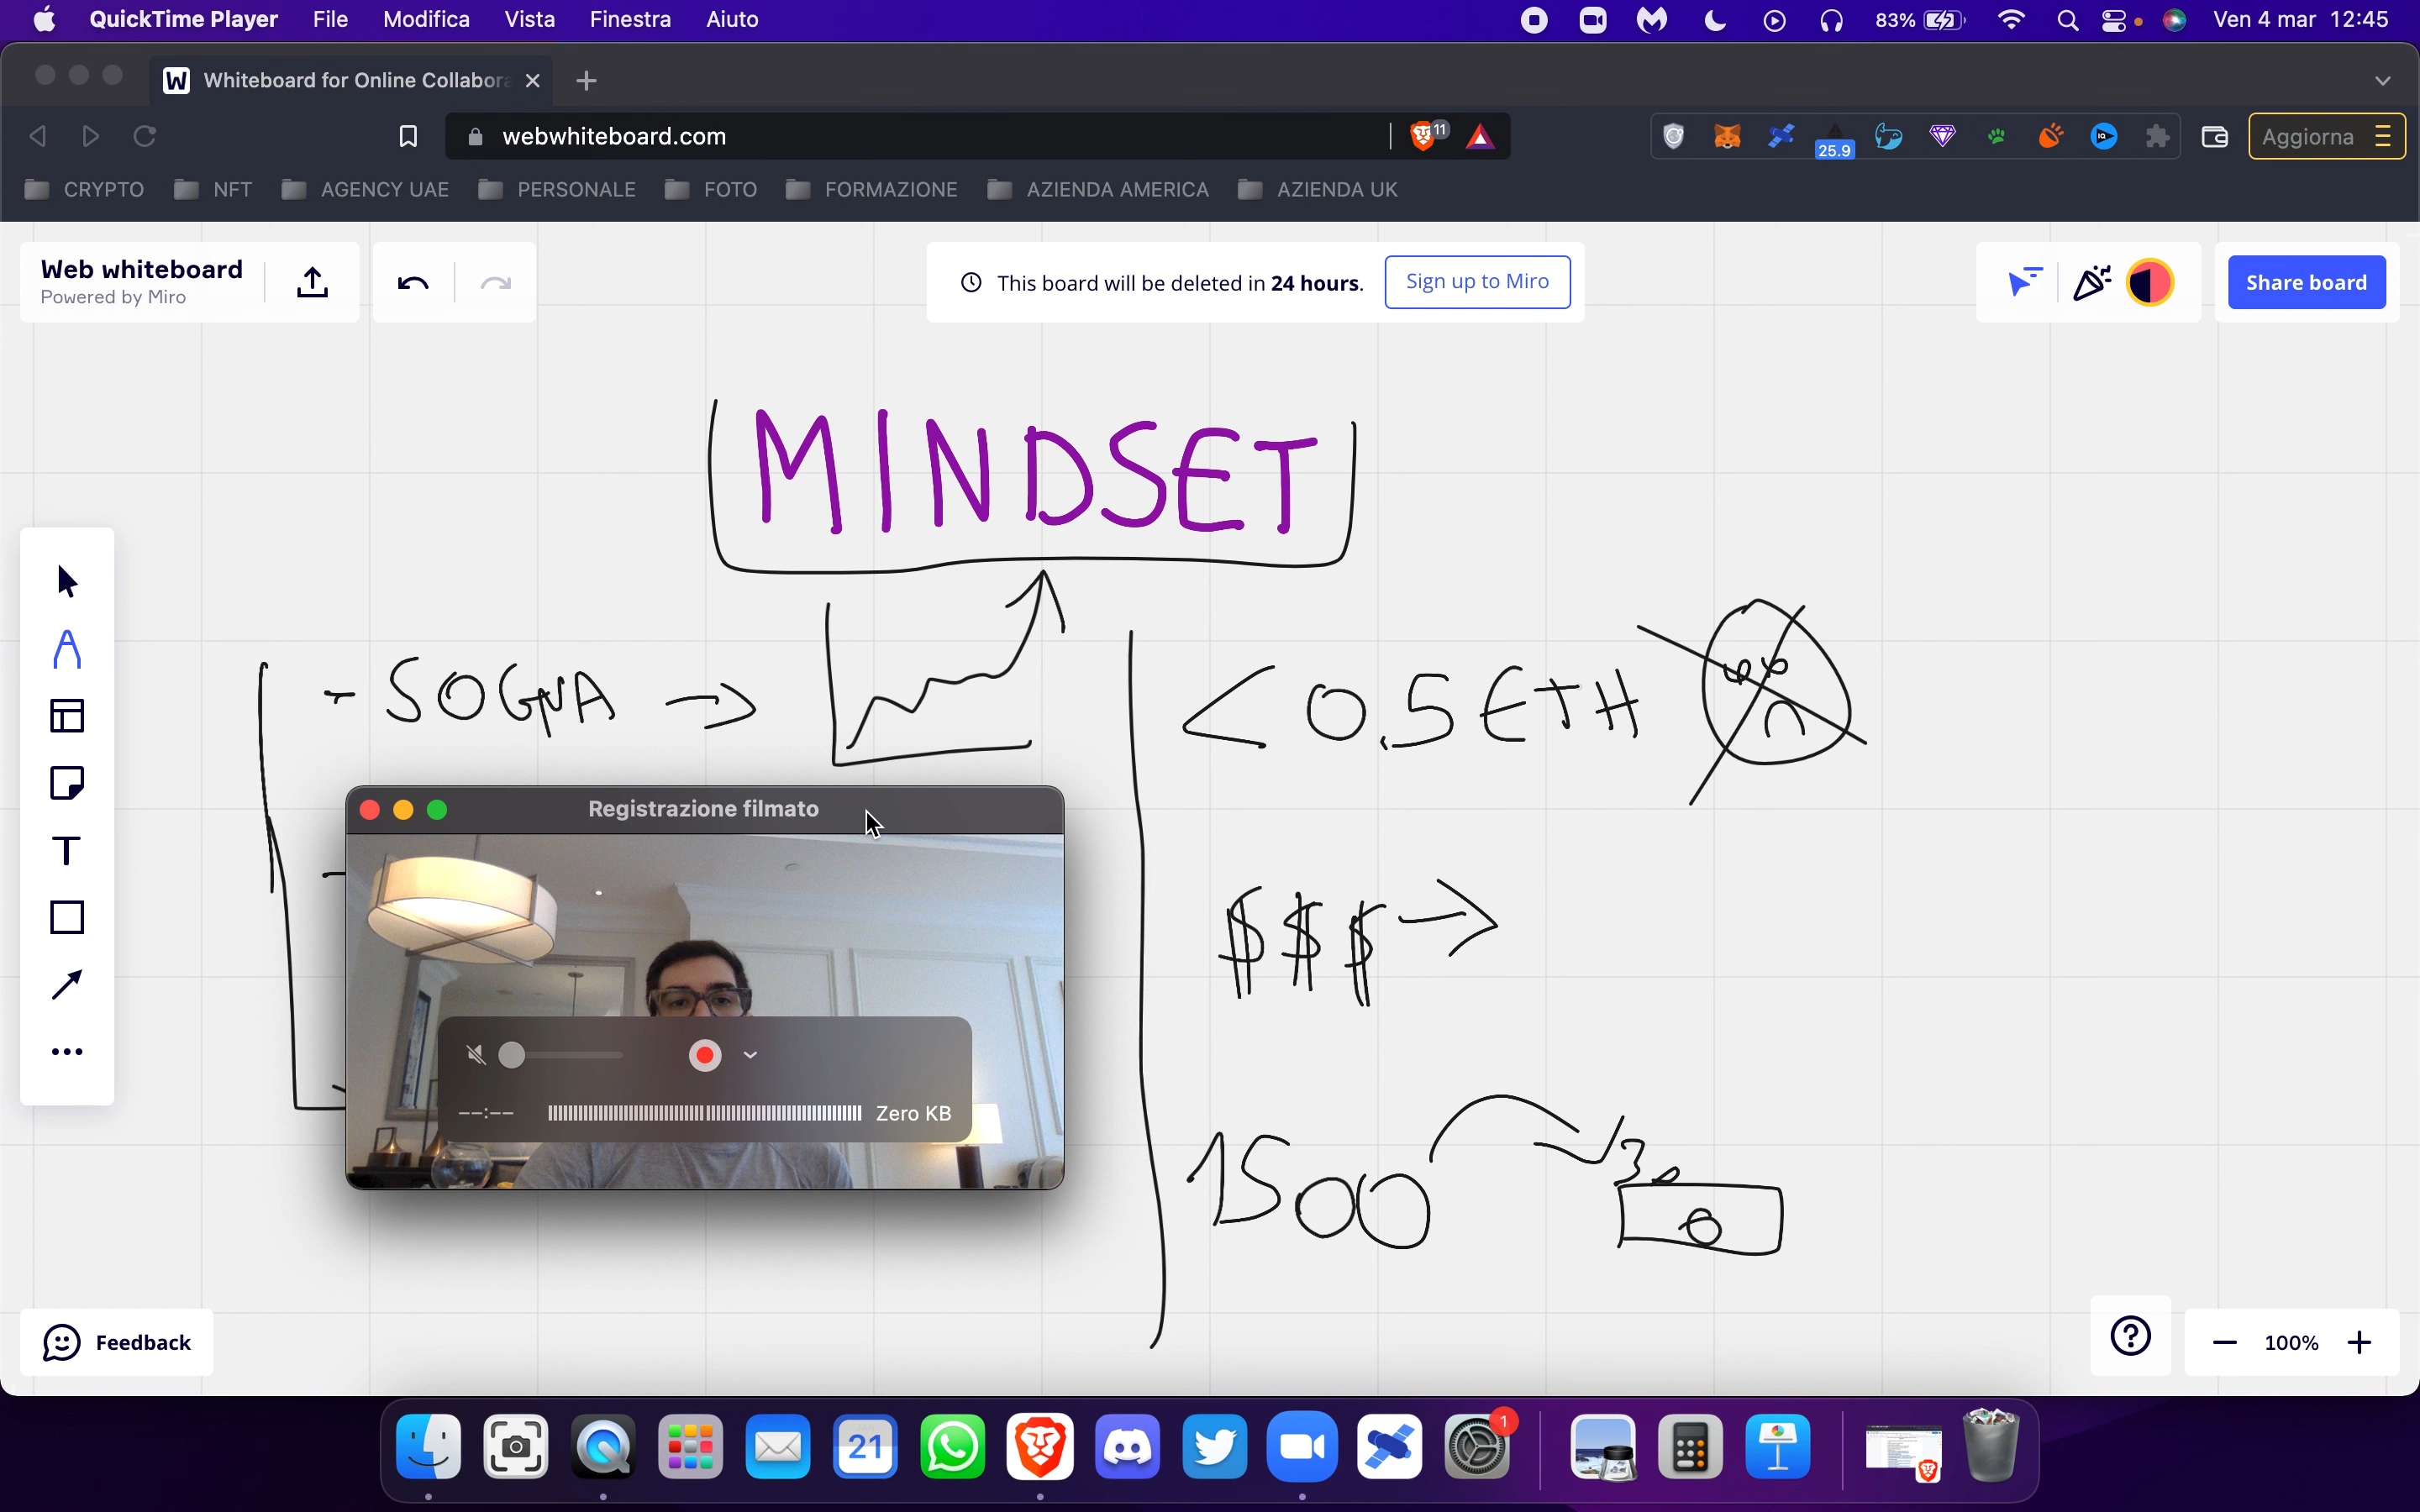 QuickTime Player File Modifica Vista Finestra Aiuto 83% Ven 4 mar 12:45
Whiteboard for Online Collabora
webwhiteboard.com 11 25.9 Aggiorna
CRYPTO NFT AGENCY UAE PERSONALE FOTO FORMAZIONE AZIENDA AMERICA AZIENDA UK
Web whiteboard
Powered by Miro
This board will be deleted in 24 hours. Sign up to Miro
Share board
MINDSET
- SOGNA →
< 0.5 ETH
Registrazione filmato
$$$ →
--:-- Zero KB
1500
Feedback
100%
21
1